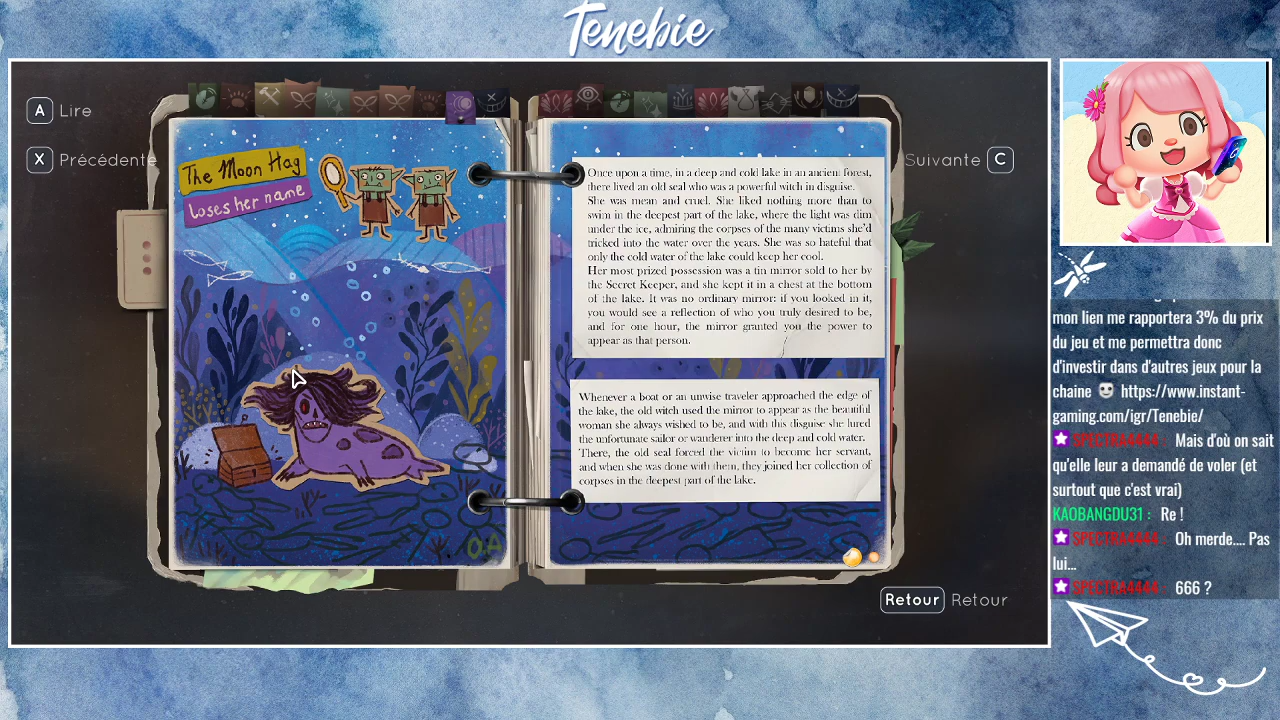 Tenebie
A Lire
X Précédente
Suivante C
The Moon Hag
loses her name
Once upon a time, in a deep and cold lake in an ancient forest,
there lived an old seal who was a powerful witch in disguise.
She was mean and cruel. She liked nothing more than to
swim in the deepest part of the lake, where the light was dim
under the ice, admiring the corpses of the many victims she'd
tricked into the water over the years. She was so hateful that
only the cold water of the lake could keep her cool.
Her most prized possession was a tin mirror sold to her by
the Secret Keeper, and she kept it in a chest at the bottom
of the lake. It was no ordinary mirror: if you looked in it,
you would see a reflection of who you truly desired to be,
and for one hour, the mirror granted you the power to
appear as that person.
Whenever a boat or an unwise traveler approached the edge of
the lake, the old witch used the mirror to appear as the beautiful
woman she always wished to be, and with this disguise she lured
the unfortunate sailor or wanderer into the deep and cold water.
There, the old seal forced the victim to become her servant,
and when she was done with them, they joined her collection of
corpses in the deepest part of the lake.
OA
Retour Retour
mon lien me rapportera 3% du prix
du jeu et me permettra donc
d'investir dans d'autres jeux pour la
chaine https://www.instant-
gaming.com/igr/Tenebie/
SPECTRA4444 : Mais d'où on sait
qu'elle leur a demandé de voler (et
surtout que c'est vrai)
KAOBANGDU31 : Re !
SPECTRA4444 : Oh merde.... Pas
lui...
SPECTRA4444 : 666 ?